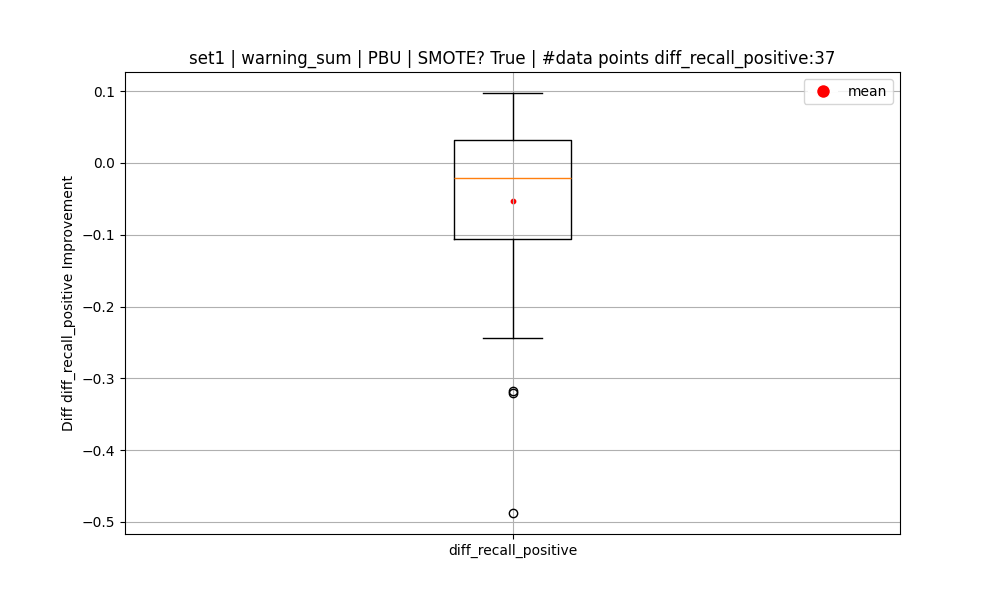 set1 | warning_sum | PBU | SMOTE? True | #data points diff_recall_positive:37
mean
Diff diff_recall_positive Improvement
0.1
0.0
−0.1
−0.2
−0.3
−0.4
−0.5
diff_recall_positive